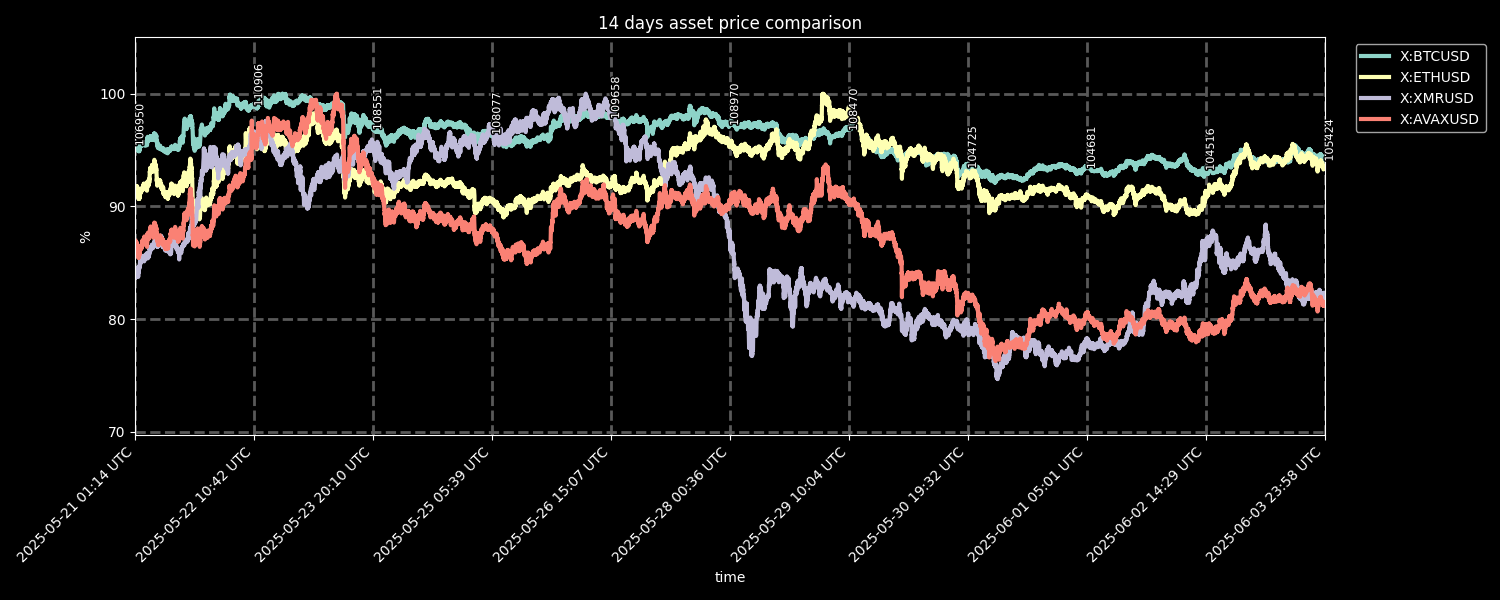 14 days asset price comparison
X:BTCUSD
X:ETHUSD
X:XMRUSD
X:AVAXUSD
100
90
80
70
%
110906
108551
108077
109658
108970
108470
104725
104681
104516
105424
2025-05-21 01:14 UTC
2025-05-22 10:42 UTC
2025-05-23 20:10 UTC
2025-05-25 05:39 UTC
2025-05-26 15:07 UTC
2025-05-28 00:36 UTC
2025-05-29 10:04 UTC
2025-05-30 19:32 UTC
2025-06-01 05:01 UTC
2025-06-02 14:29 UTC
2025-06-03 23:58 UTC
time